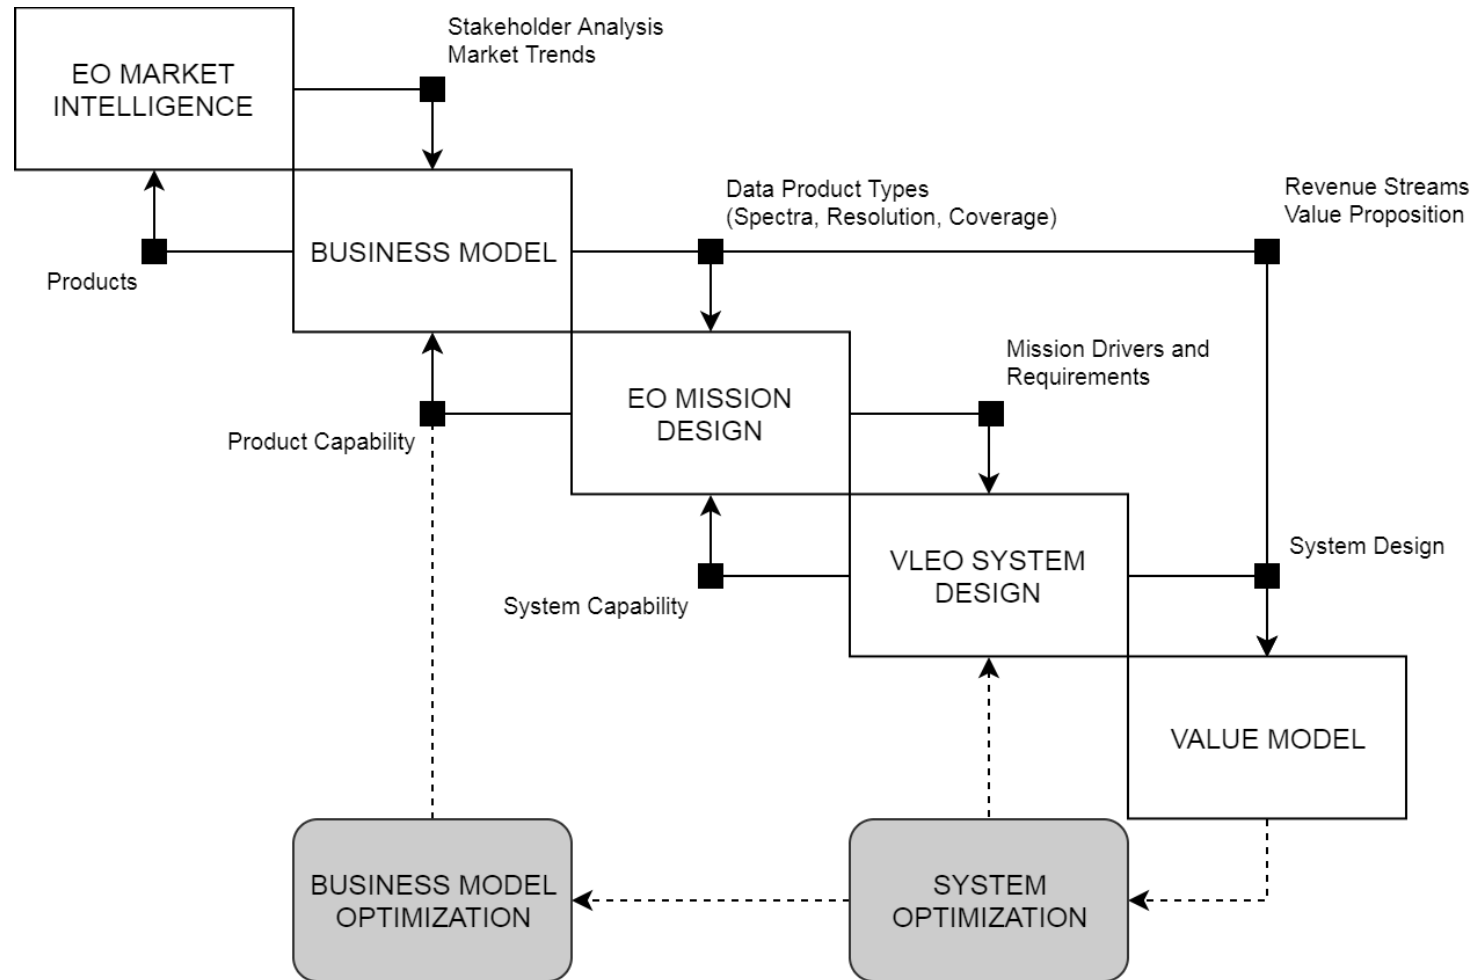 Stakeholder Analysis
Market Trends
EO MARKET
INTELLIGENCE
Data Product Types
(Spectra, Resolution, Coverage)
Revenue Streams
Value Proposition
BUSINESS MODEL
Products
Mission Drivers and
Requirements
EO MISSION
DESIGN
Product Capability
System Design
VLEO SYSTEM
DESIGN
System Capability
VALUE MODEL
BUSINESS MODEL
OPTIMIZATION
SYSTEM
OPTIMIZATION